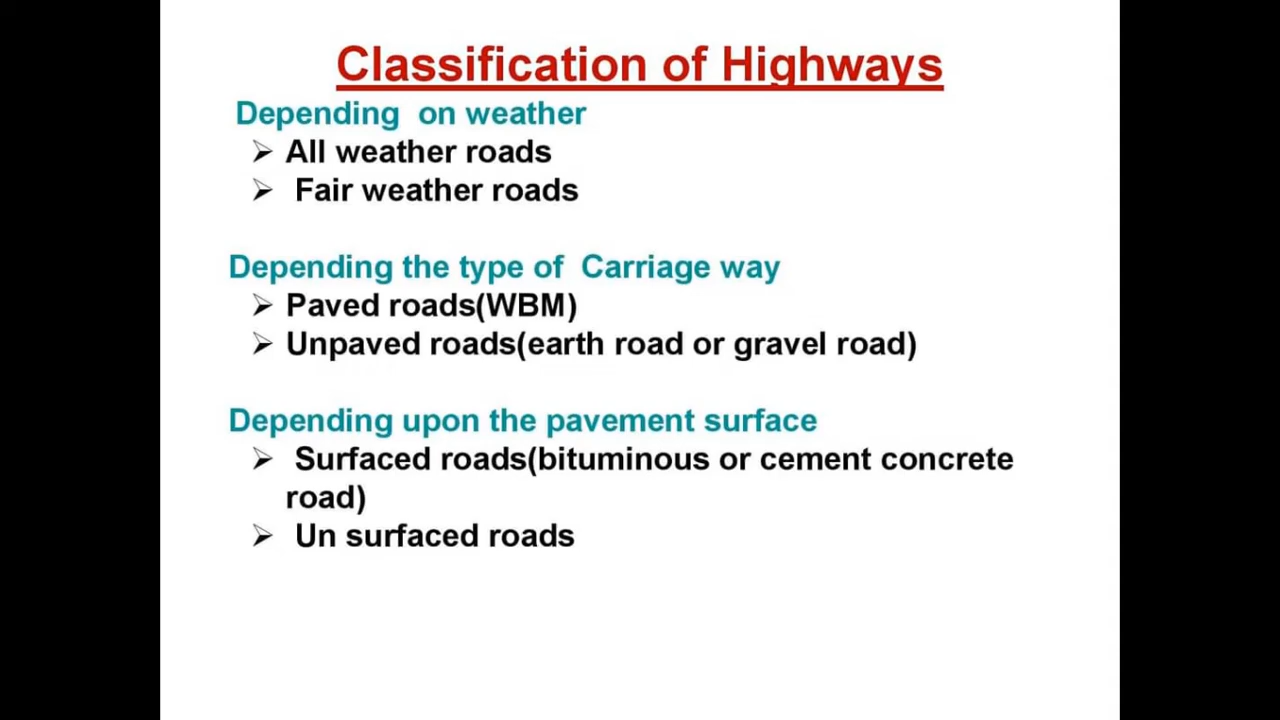 Classification of Highways
Depending on weather
➢ All weather roads
➢ Fair weather roads
Depending the type of Carriage way
➢ Paved roads(WBM)
➢ Unpaved roads(earth road or gravel road)
Depending upon the pavement surface
➢ Surfaced roads(bituminous or cement concrete
road)
➢ Un surfaced roads